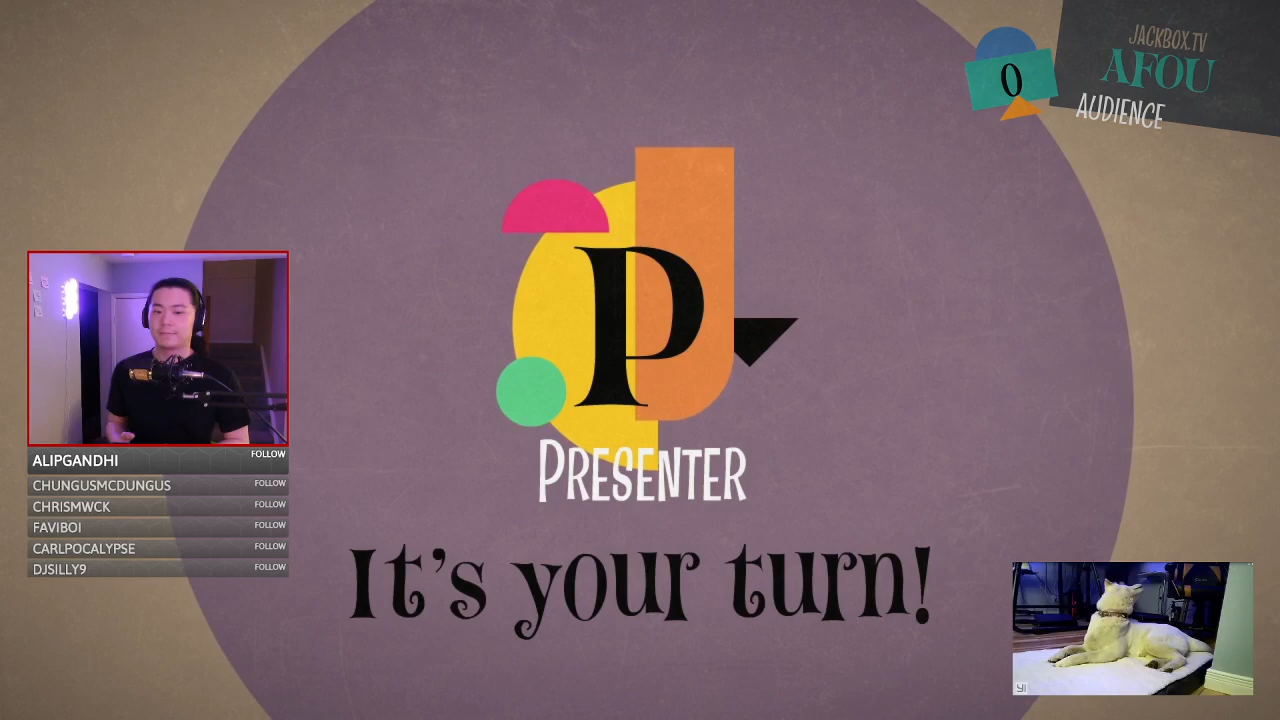 JACKBOX.TV
AFOU
0
AUDIENCE
P
PRESENTER
It's your turn!
ALIPGANDHI FOLLOW
CHUNGUSMCDUNGUS FOLLOW
CHRISMWCK FOLLOW
FAVIBOI FOLLOW
CARLPOCALYPSE FOLLOW
DJSILLY9 FOLLOW
YI